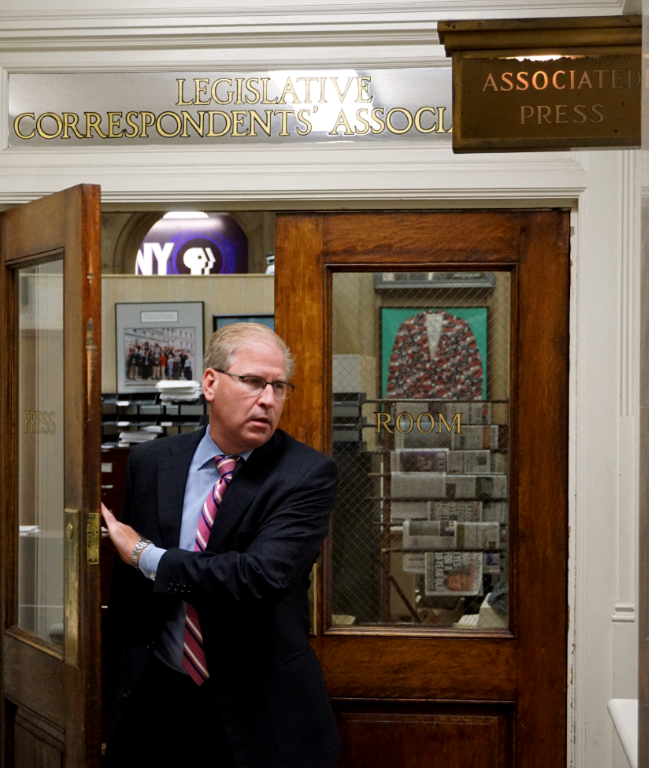 LEGISLATIVE
CORRESPONDENTS' ASSOCI
ASSOCIATED
PRESS
NY
PRESS
ROOM